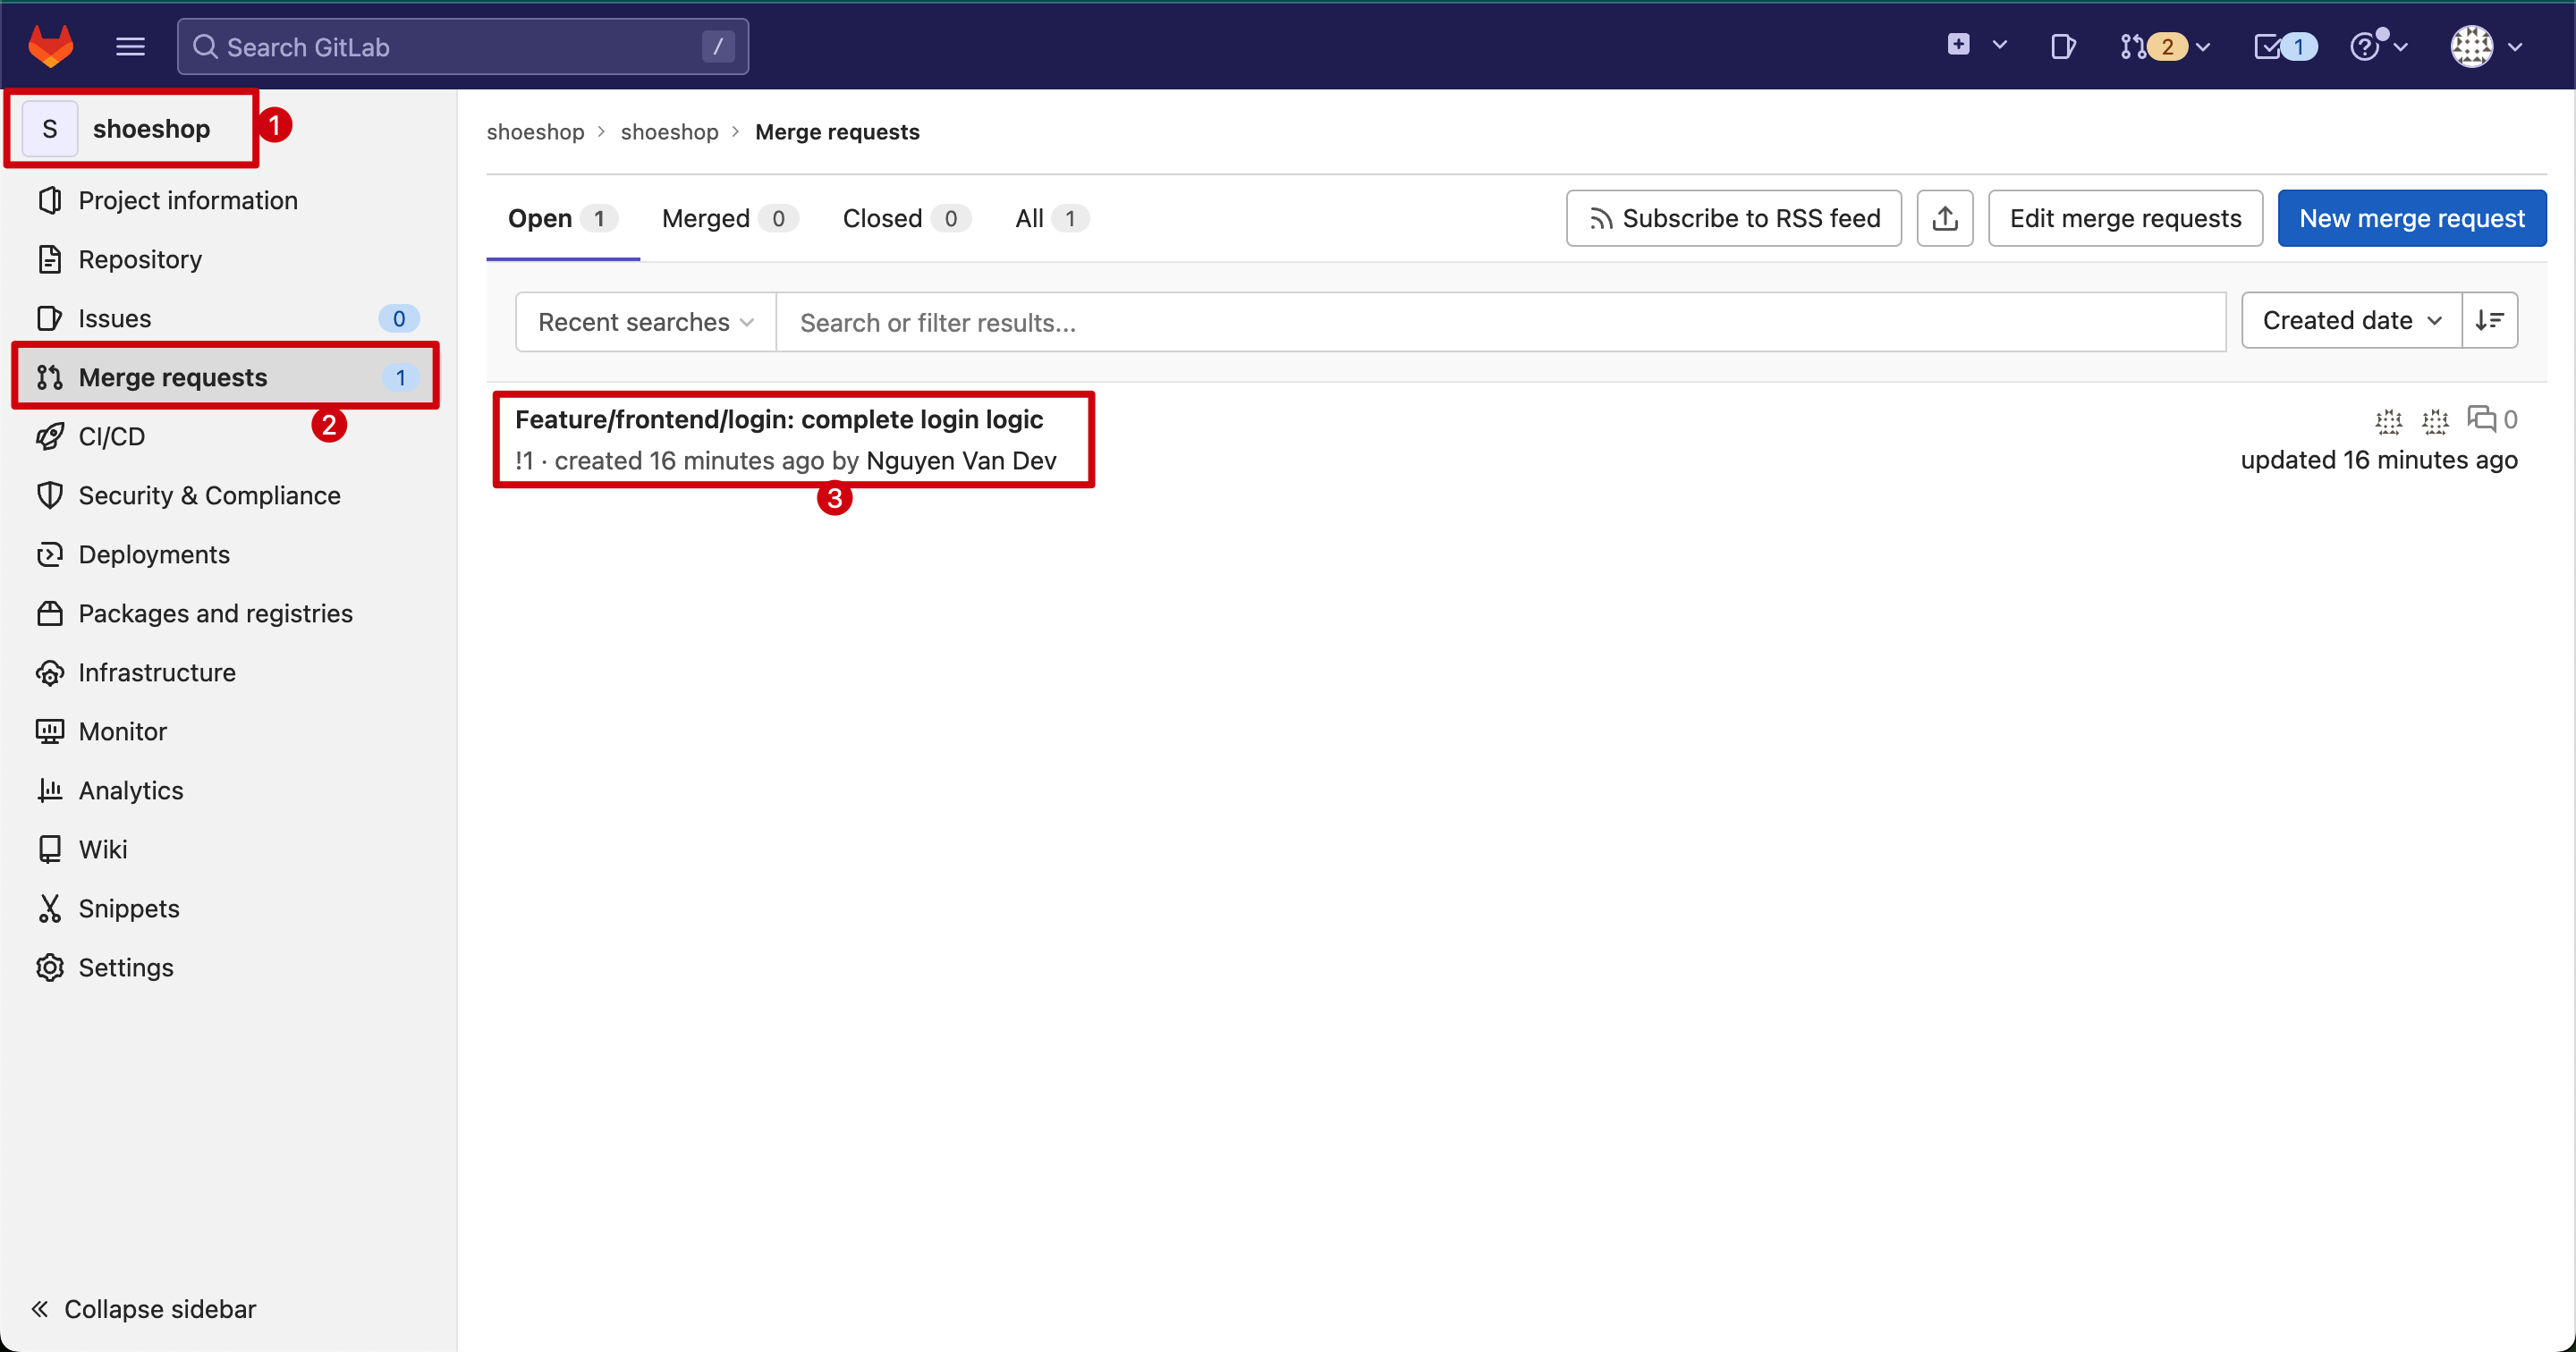 Search GitLab /
2
1
S shoeshop
1
Project information
Repository
Issues 0
Merge requests 1
2
CI/CD
Security & Compliance
Deployments
Packages and registries
Infrastructure
Monitor
Analytics
Wiki
Snippets
Settings
Collapse sidebar
shoeshop > shoeshop > Merge requests
Open 1 Merged 0 Closed 0 All 1
Subscribe to RSS feed Edit merge requests New merge request
Recent searches Search or filter results... Created date
Feature/frontend/login: complete login logic
!1 · created 16 minutes ago by Nguyen Van Dev
3
0
updated 16 minutes ago